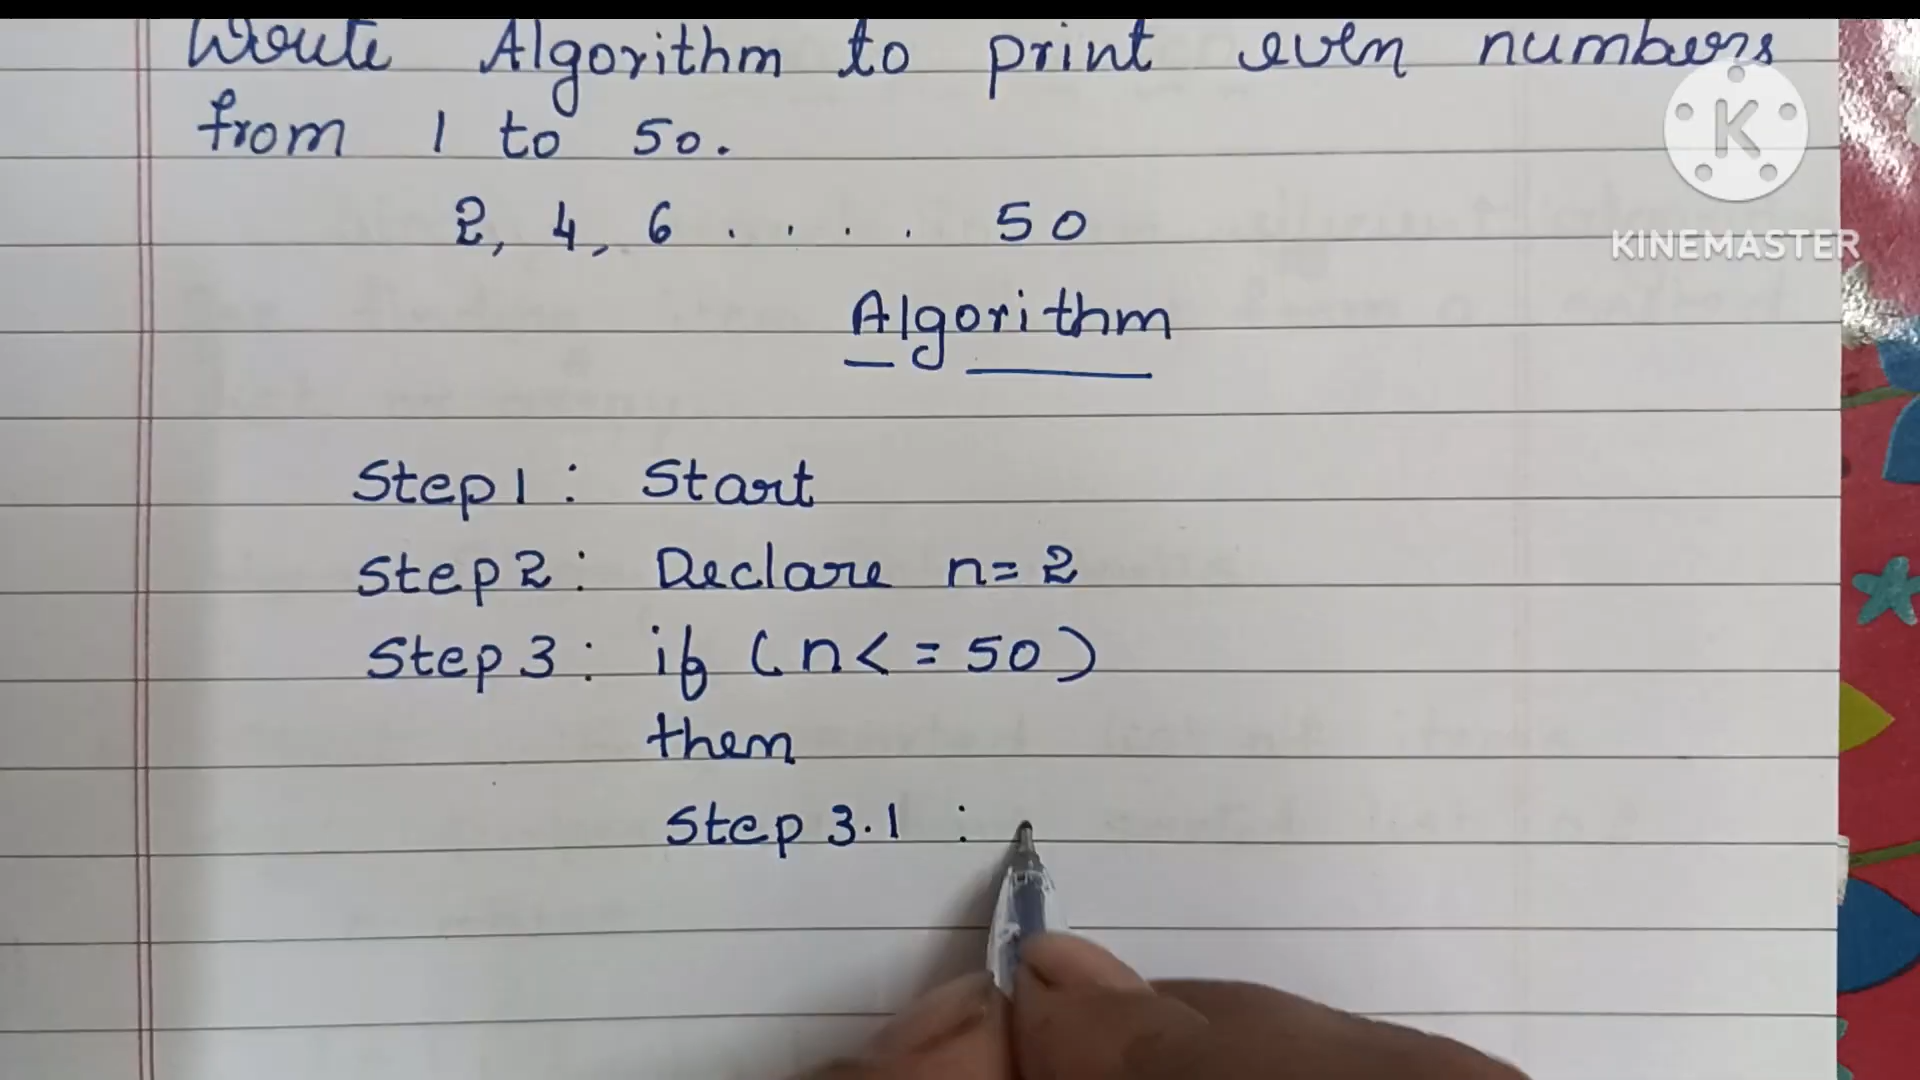 Write Algorithm to print even numbers
from 1 to 50.
2, 4, 6 . . . . 50
Algorithm
Step 1 : Start
Step 2 : Declare n = 2
Step 3 : if (n <= 50)
then
Step 3.1 :
K
KINEMASTER